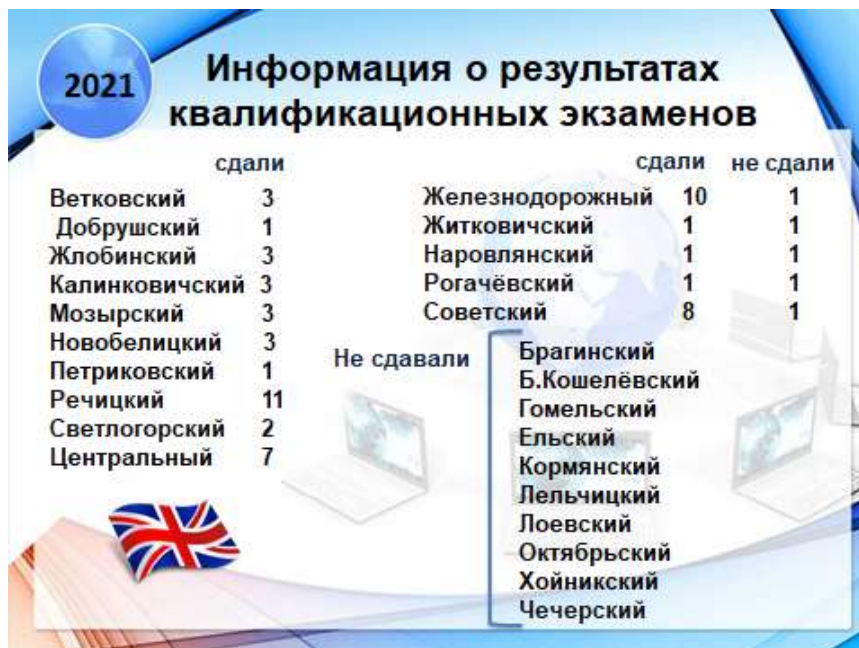 2021
Информация о результатах
квалификационных экзаменов
сдали
Ветковский 3
Добрушский 1
Жлобинский 3
Калинковичский 3
Мозырский 3
Новобелицкий 3
Петриковский 1
Речицкий 11
Светлогорский 2
Центральный 7
сдали не сдали
Железнодорожный 10 1
Житковичский 1 1
Наровлянский 1 1
Рогачёвский 1 1
Советский 8 1
Не сдавали
Брагинский
Б.Кошелёвский
Гомельский
Ельский
Кормянский
Лельчицкий
Лоевский
Октябрьский
Хойникский
Чечерский